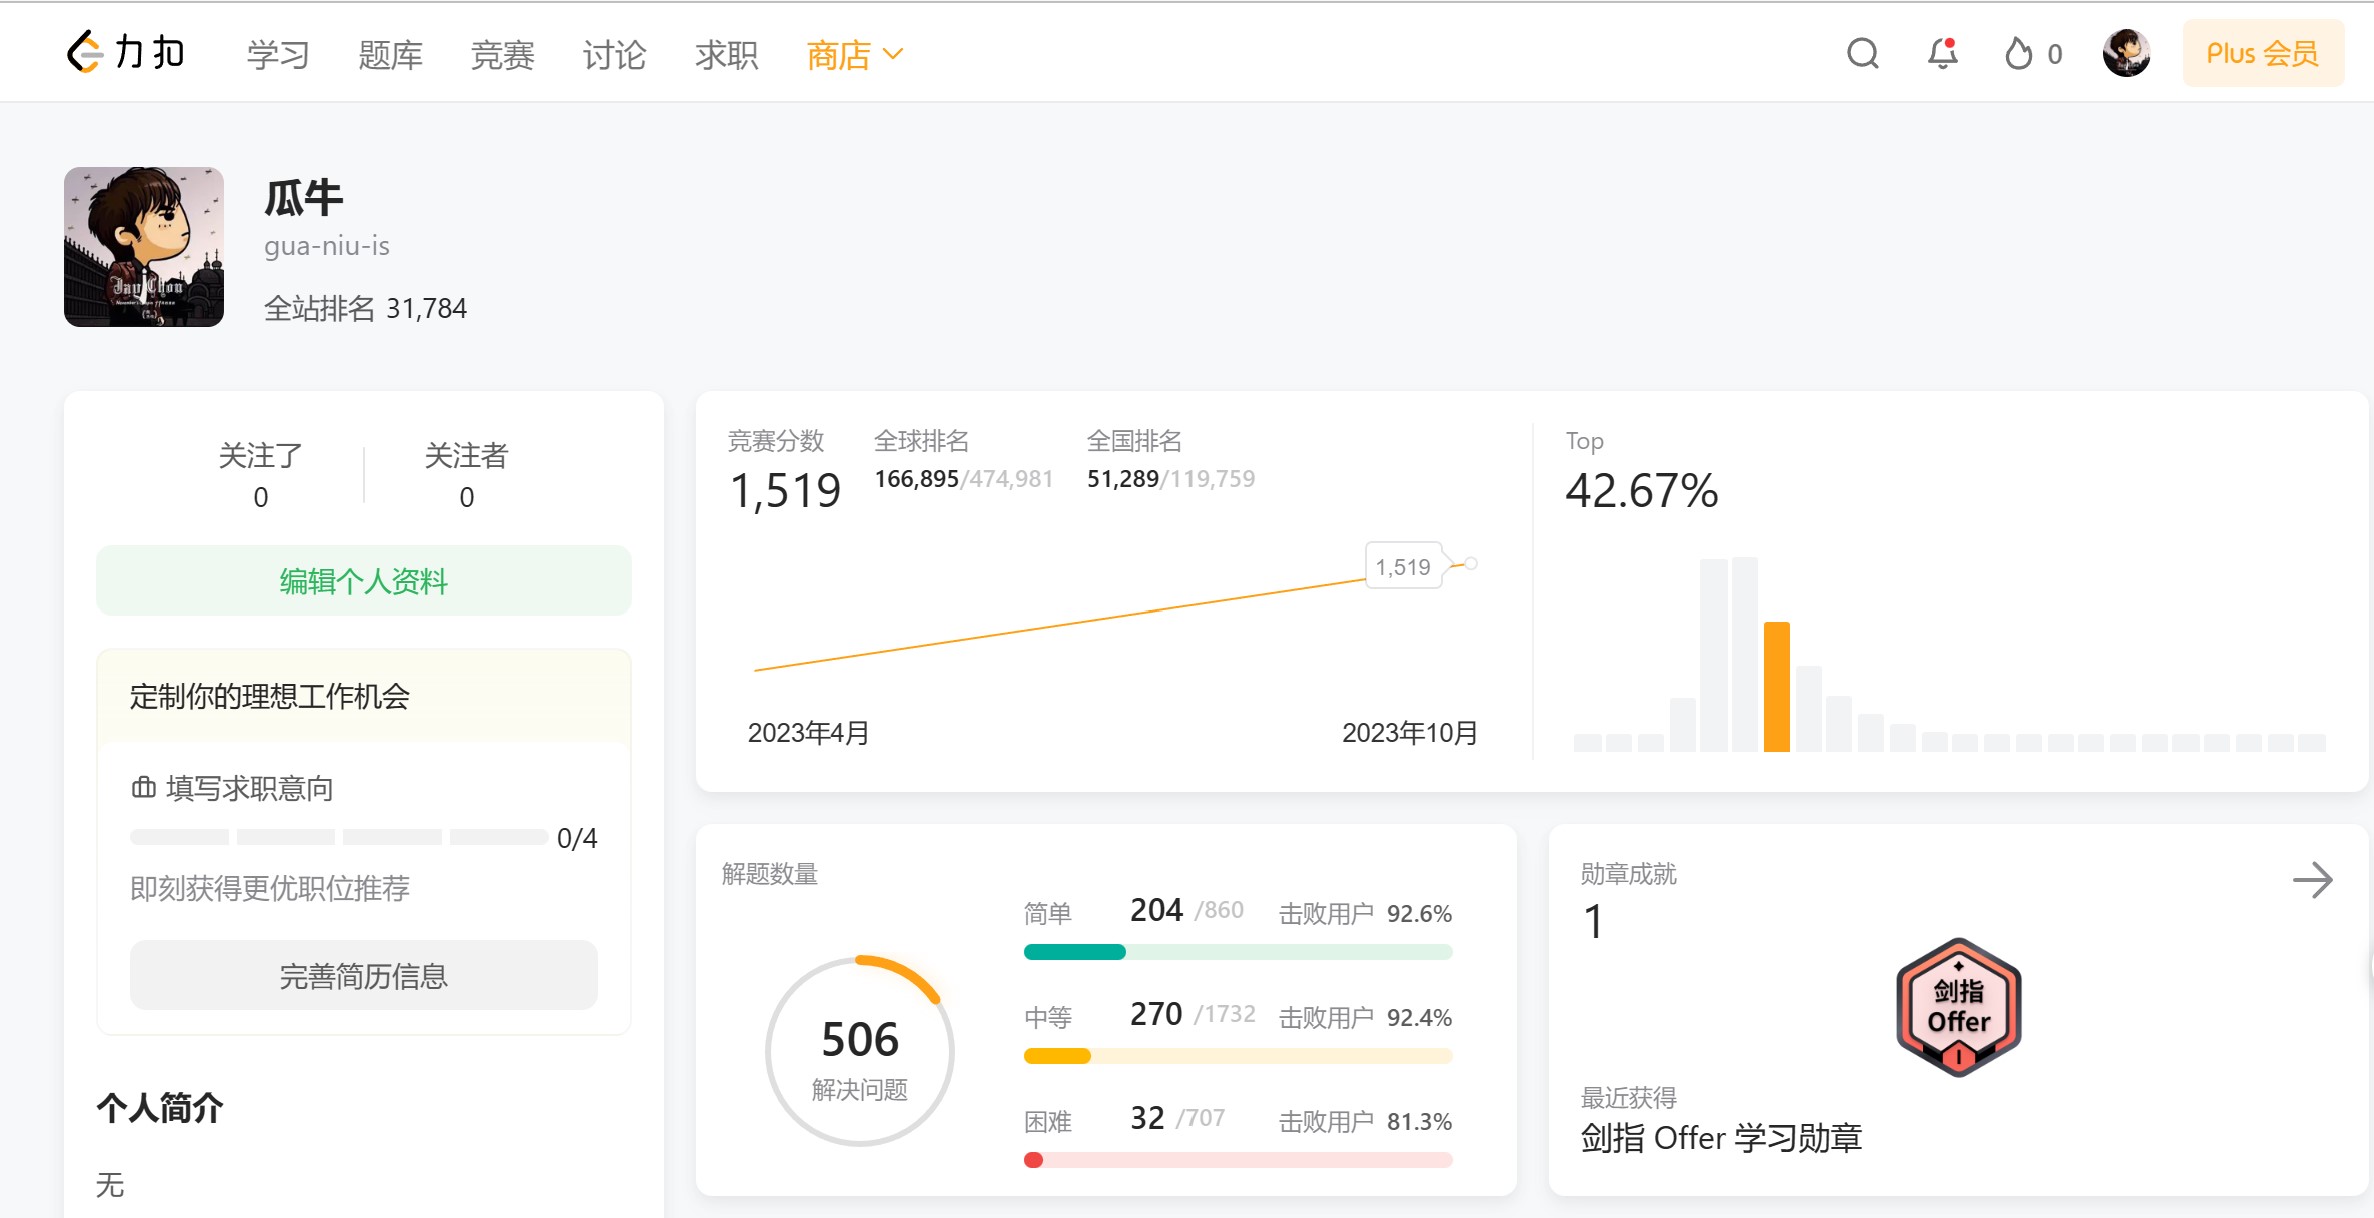 力扣 学习 题库 竞赛 讨论 求职 商店 0 Plus 会员
瓜牛
gua-niu-is
全站排名 31,784
Jay Chou
关注了 关注者
0 0
编辑个人资料
定制你的理想工作机会
填写求职意向
0/4
即刻获得更优职位推荐
完善简历信息
个人简介
无
竞赛分数 全球排名 全国排名
1,519 166,895/474,981 51,289/119,759
1,519
2023年4月 2023年10月
Top
42.67%
解题数量
506
解决问题
简单 204 /860 击败用户 92.6%
中等 270 /1732 击败用户 92.4%
困难 32 /707 击败用户 81.3%
勋章成就
1
剑指
Offer
I
最近获得
剑指 Offer 学习勋章